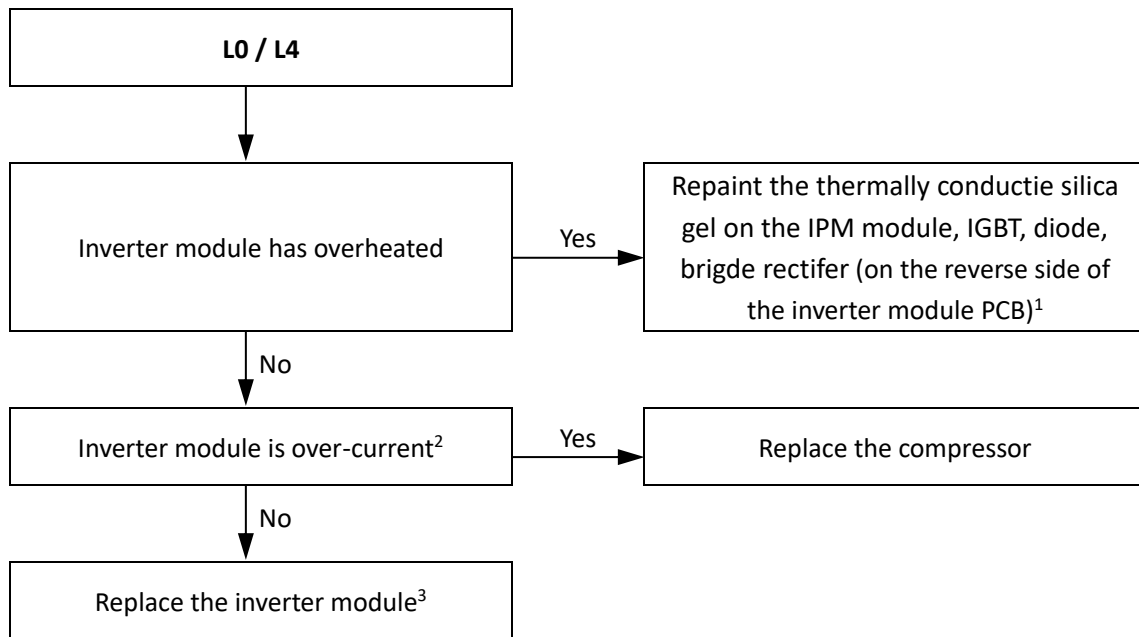 L0 / L4
Inverter module has overheated
Yes
Repaint the thermally conductie silica
gel on the IPM module, IGBT, diode,
brigde rectifer (on the reverse side of
the inverter module PCB)¹
No
Inverter module is over-current²
Yes
Replace the compressor
No
Replace the inverter module³